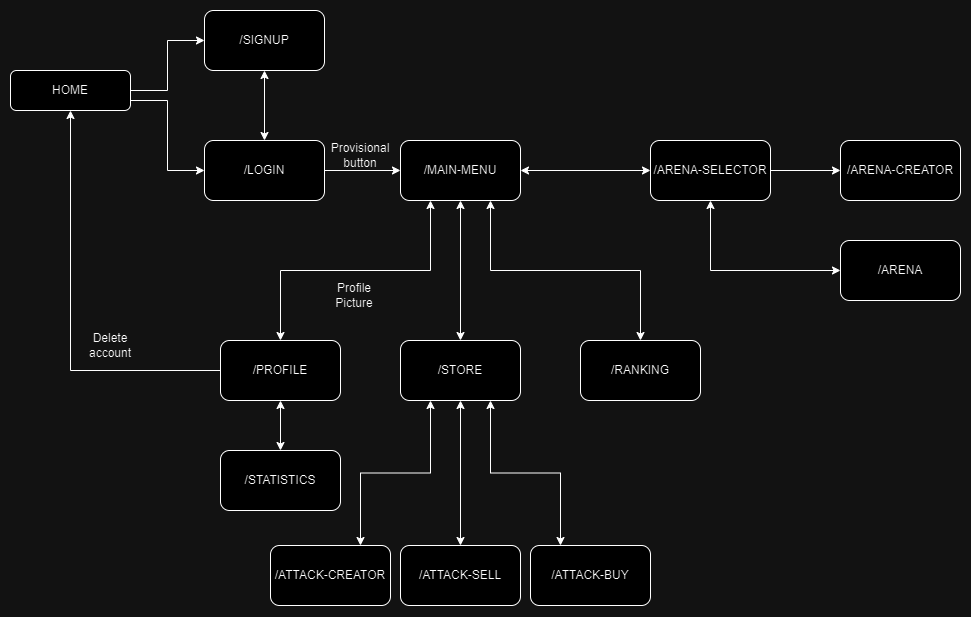 /SIGNUP
HOME
/LOGIN
Provisional
button
/MAIN-MENU
/ARENA-SELECTOR
/ARENA-CREATOR
/ARENA
Profile
Picture
Delete
account
/PROFILE
/STORE
/RANKING
/STATISTICS
/ATTACK-CREATOR
/ATTACK-SELL
/ATTACK-BUY